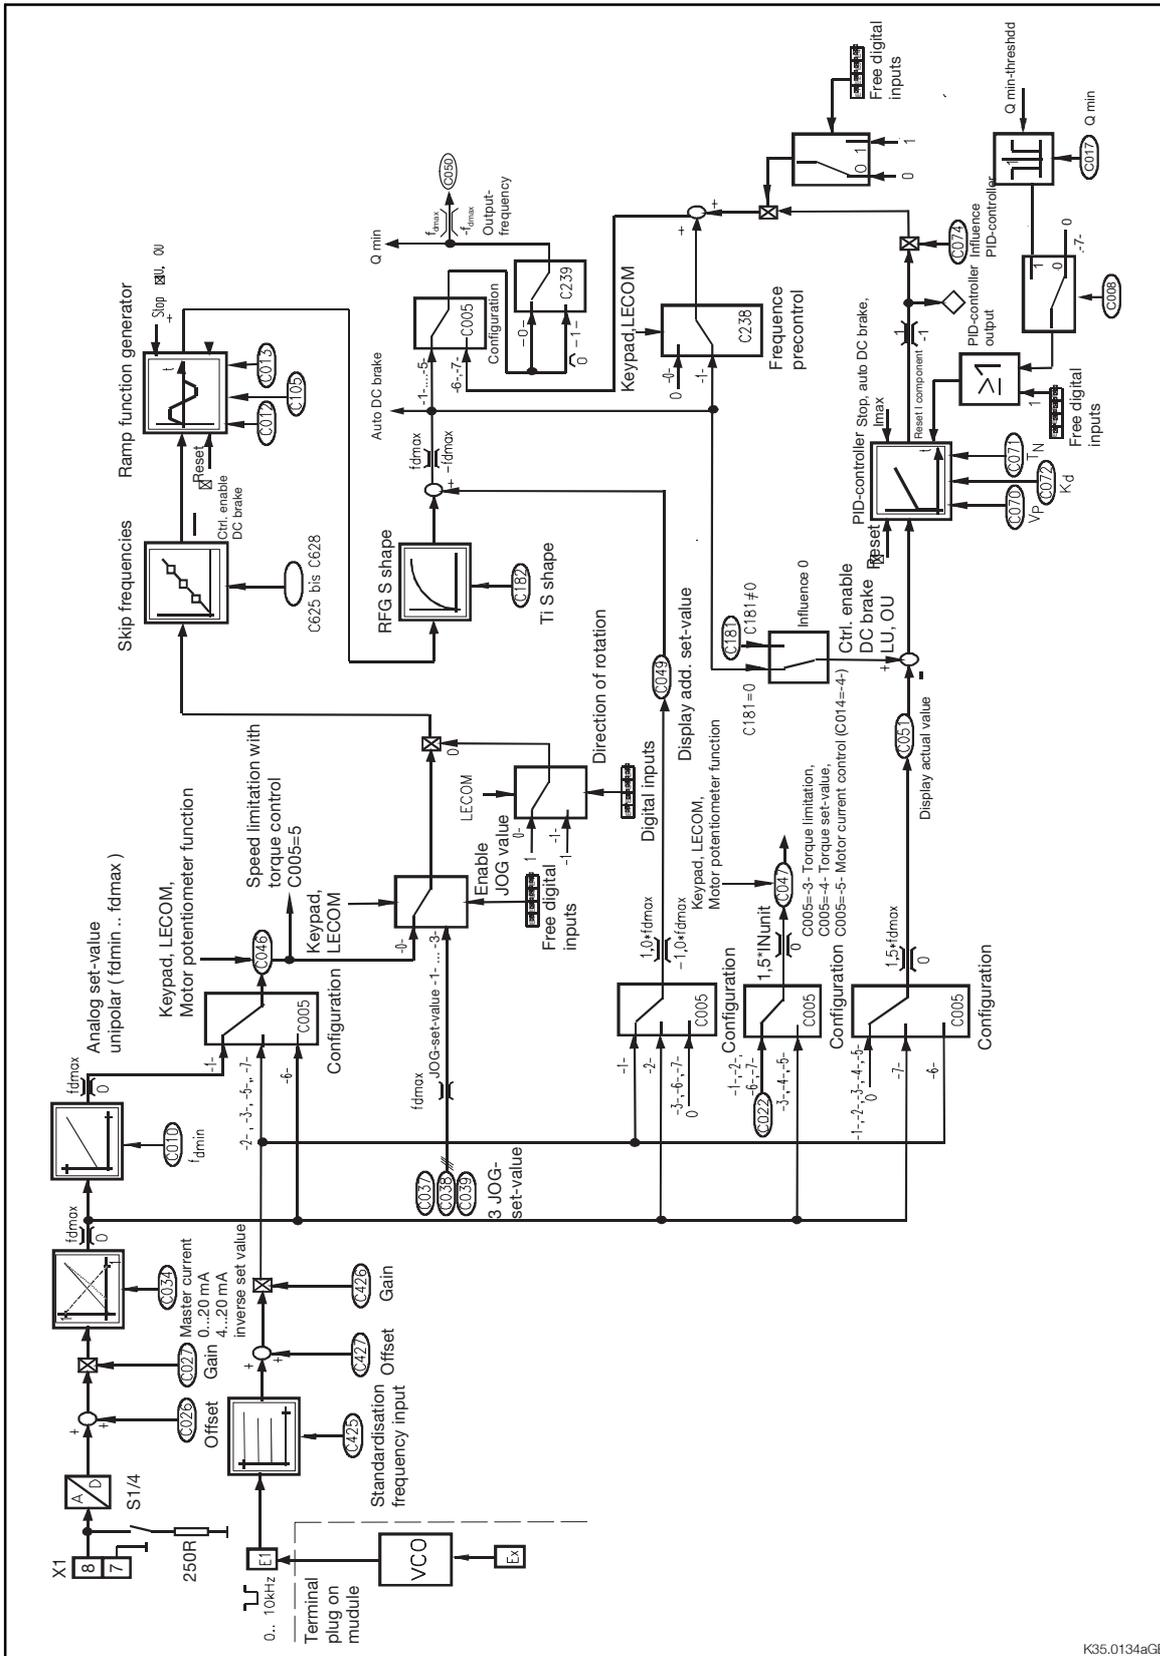 X1
8
7
250R
A
D
S1/4
+
+
C026
Offset
C027
Gain
1
1
C034
Master current
0...20 mA
4...20 mA
inverse set value
fdmax
0
C010
fdmin
fdmax
0
Analog set-value
unipolar ( fdmin .. fdmax )
0.. 10kHz
E1
Terminal
plug on
mudule
VCO
Ex
C425
Standardisation
frequency input
+
+
C427
Offset
C426
Gain
-1-
-2- , -3-, -5-, -7-
-6-
C005
Configuration
Keypad, LECOM,
Motor potentiometer function
C046
Speed limitation with
torque control
C005=5
C037
C038
C039
3 JOG-
set-value
fdmax
JOG-set-value -1- ... -3-
-0-
Keypad,
LECOM
Enable
JOG value
Free digital
inputs
LECOM
-0-
1
-1-
-1
0
Direction of rotation
Digital inputs
Skip frequencies
C625 bis C628
Ctrl. enable
DC brake
Reset
Ramp function generator
Stop
LU, OU
+
t
C012
C105
C013
RFG S shape
C182
Ti S shape
+
+
fdmax
-fdmax
Auto DC brake
-1-....-5-
-6-,-7-
C005
Configuration
-0-
-1-
0
C239
Q min
fdmax
-fdmax
Output-
frequency
C050
-1-
-2-
-3-,-6-,-7-
0
C005
Configuration
1,0*fdmax
-1,0*fdmax
C049
Display add. set-value
C022
-1-,-2-,
-6-,-7-
-3-,-4-,-5-
C005
Configuration
1,5*INunit
0
C047
Keypad, LECOM,
Motor potentiometer function
C005=-3- Torque limitation,
C005=-4- Torque set-value,
C005=-5- Motor current control (C014=-4-)
-1-,-2-,-3-,-4-,-5-
0
-7-
-6-
C005
Configuration
1,5*fdmax
0
C051
Display actual value
C181=0
C181
C181≠0
Influence 0
+
-
Ctrl. enable
DC brake
LU, OU
Reset
PID-controller
Stop, auto DC brake,
Imax
Reset I component
t
C070
VP
C072
Kd
C071
TN
1
-1
PID-controller
output
C074
Influence
PID-controller
≥1
1
Free digital
inputs
1
0
0
-7-
C008
Q min-threshdd
1
C017
Q min
Keypad,LECOM
-0-
0
-1-
C238
Frequence
precontrol
+
+
0
1
0
1
Free digital
inputs
K35.0134aGB